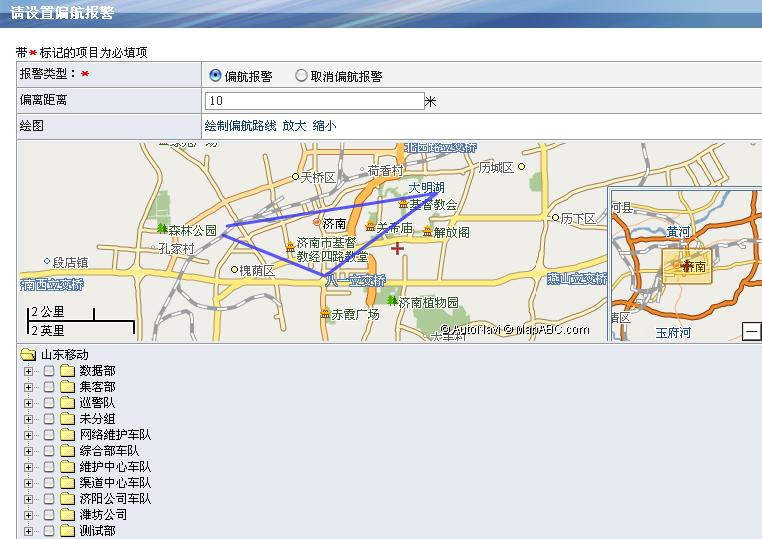 请设置偏航报警
带*标记的项目为必填项
报警类型：*
偏航报警 取消偏航报警
偏离距离
10 米
绘图
绘制偏航路线 放大 缩小
北园路立交桥
天桥区
荷香村
历城区
大明湖
基督教会
森林公园
济南
关帝庙
解放阁
历下区
孔家村
济南市基督
教经四路教堂
段店镇
槐荫区
八一立交桥
燕山立交桥
南西立交桥
2 公里
2 英里
赤霞广场
济南植物园
© AutoNavi © MapABC.com
河县
黄河
南
玉府河
山东移动
数据部
集客部
巡警队
未分组
网络维护车队
综合部车队
维护中心车队
渠道中心车队
济阳公司车队
潍坊公司
测试部